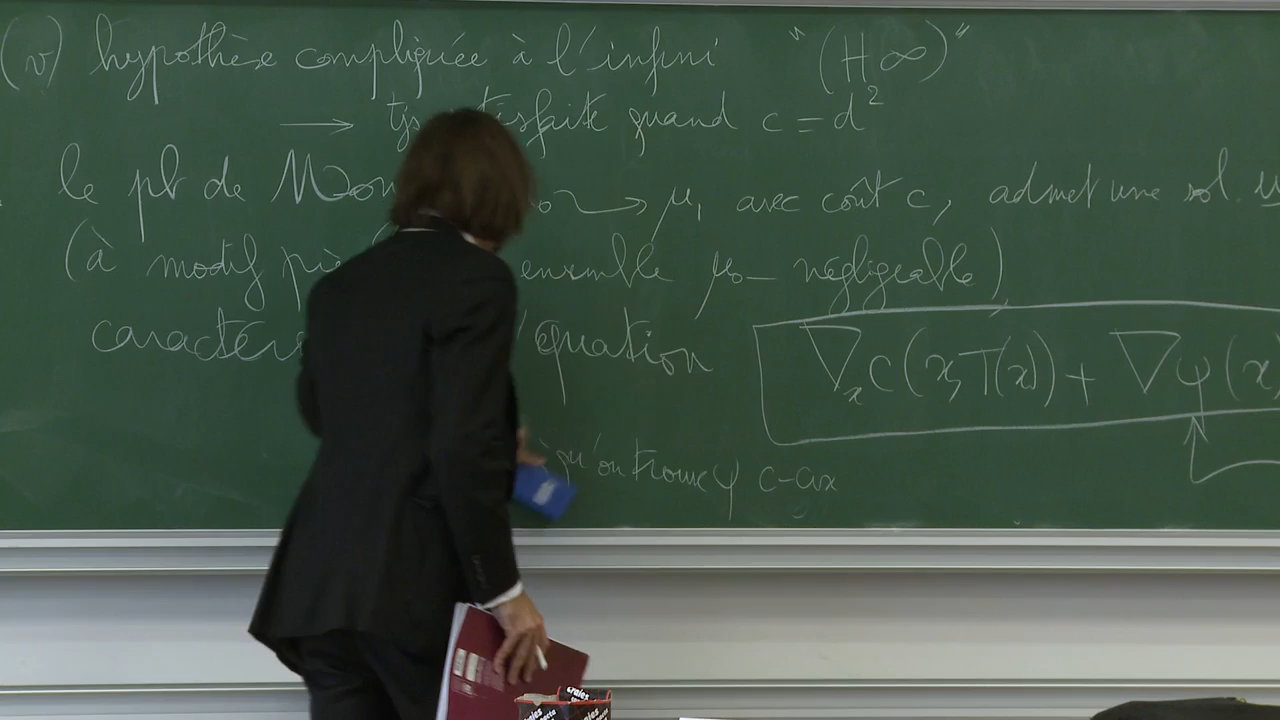 (v) hypothèse compliquée à l'infini "(H∞)"
→ tjs satisfaite quand c = d²
le pb de Mon → μ₁ avec coût c, admet une sol.
(à modif près ensemble μ₀-négligeable)
caractér équation ∇ₓc(x,T(x)) + ∇ψ(x
qu'on trouve ψ c-cvx
craies